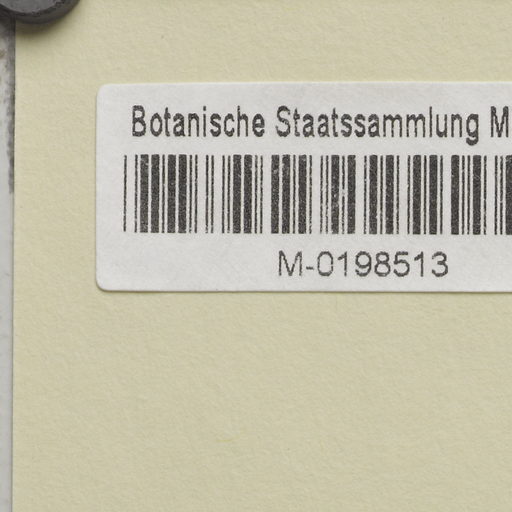 Botanische Staatssammlung M
M-0198513